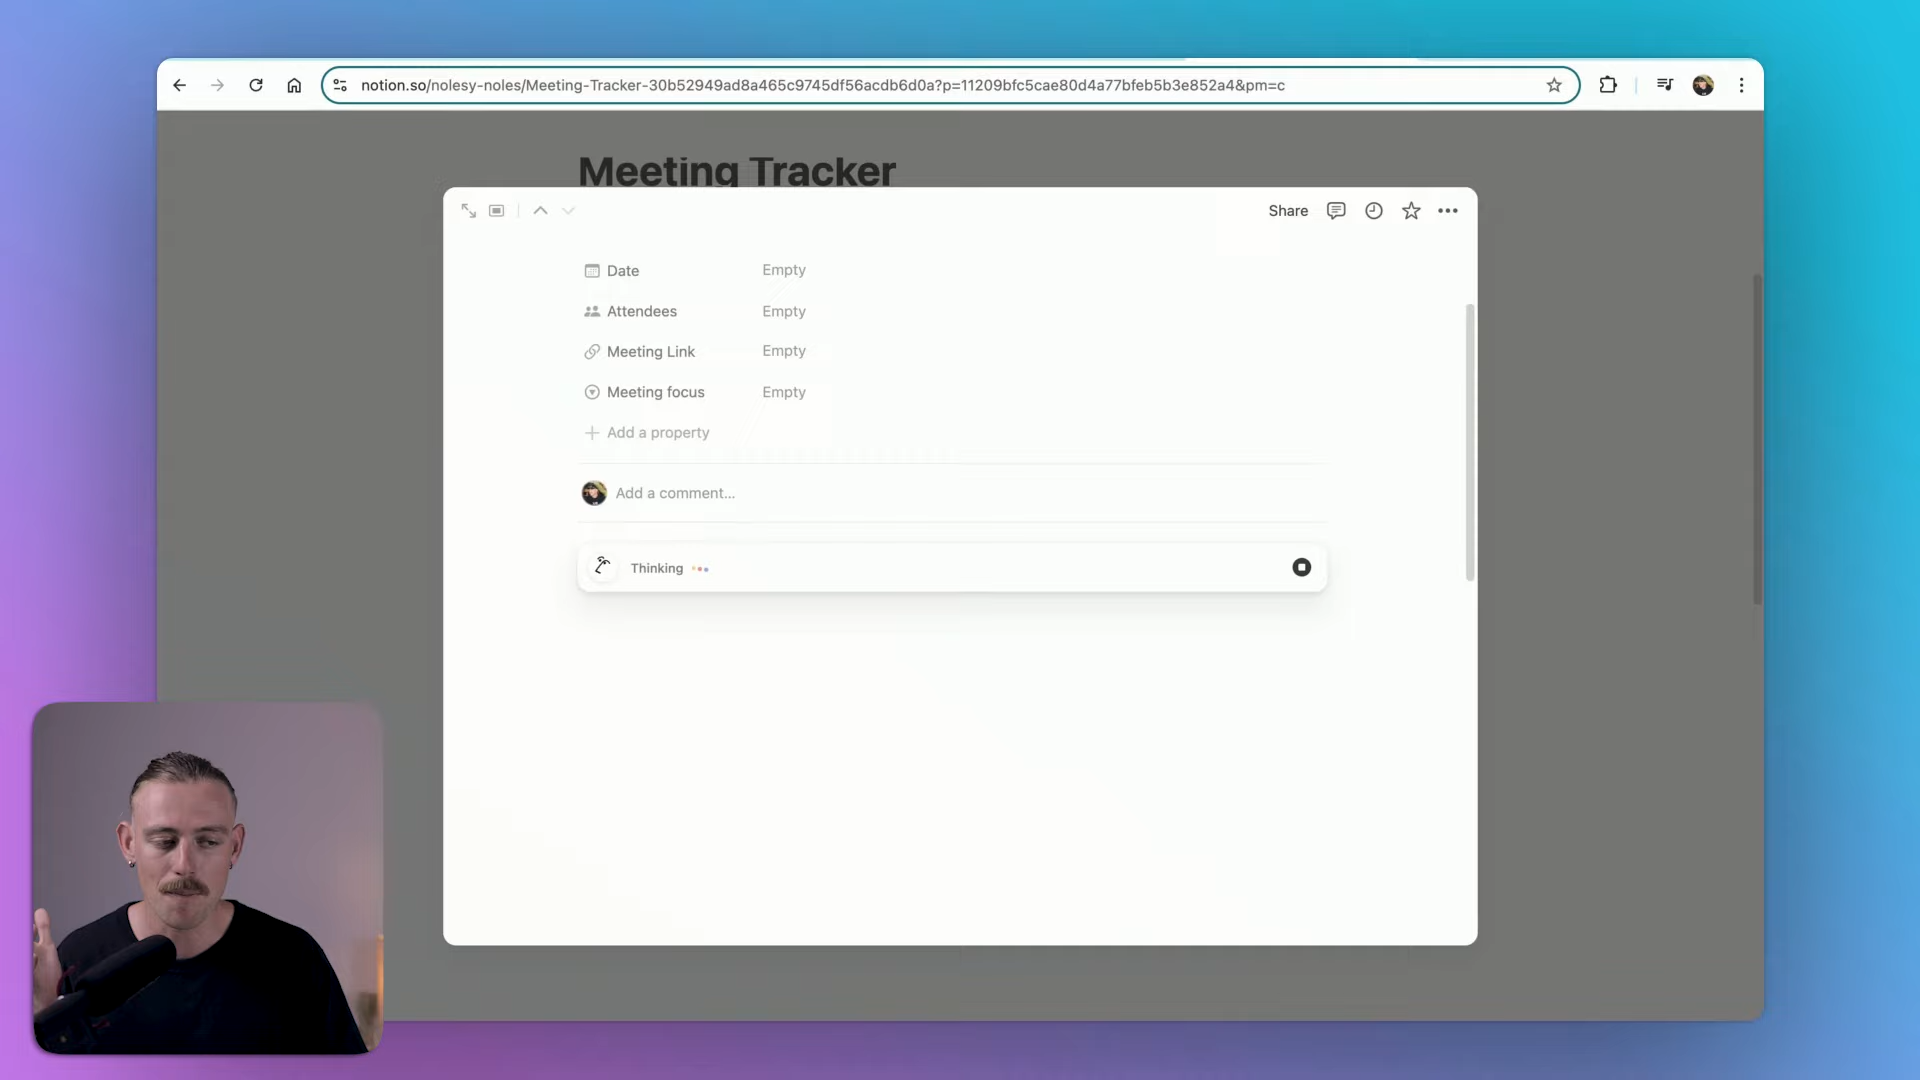 notion.so/nolesy-noles/Meeting-Tracker-30b52949ad8a465c9745df56acdb6d0a?p=11209bfc5cae80d4a77bfeb5b3e852a4&pm=c
Meeting Tracker
Share
Date Empty
Attendees Empty
Meeting Link Empty
Meeting focus Empty
Add a property
Add a comment...
Thinking